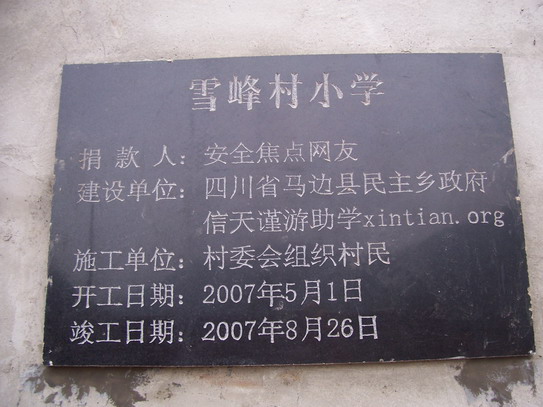 雪峰村小学
捐款人：安全焦点网友
建设单位：四川省马边县民主乡政府
信天谨游助学xintian.org
施工单位：村委会组织村民
开工日期：2007年5月1日
竣工日期：2007年8月26日